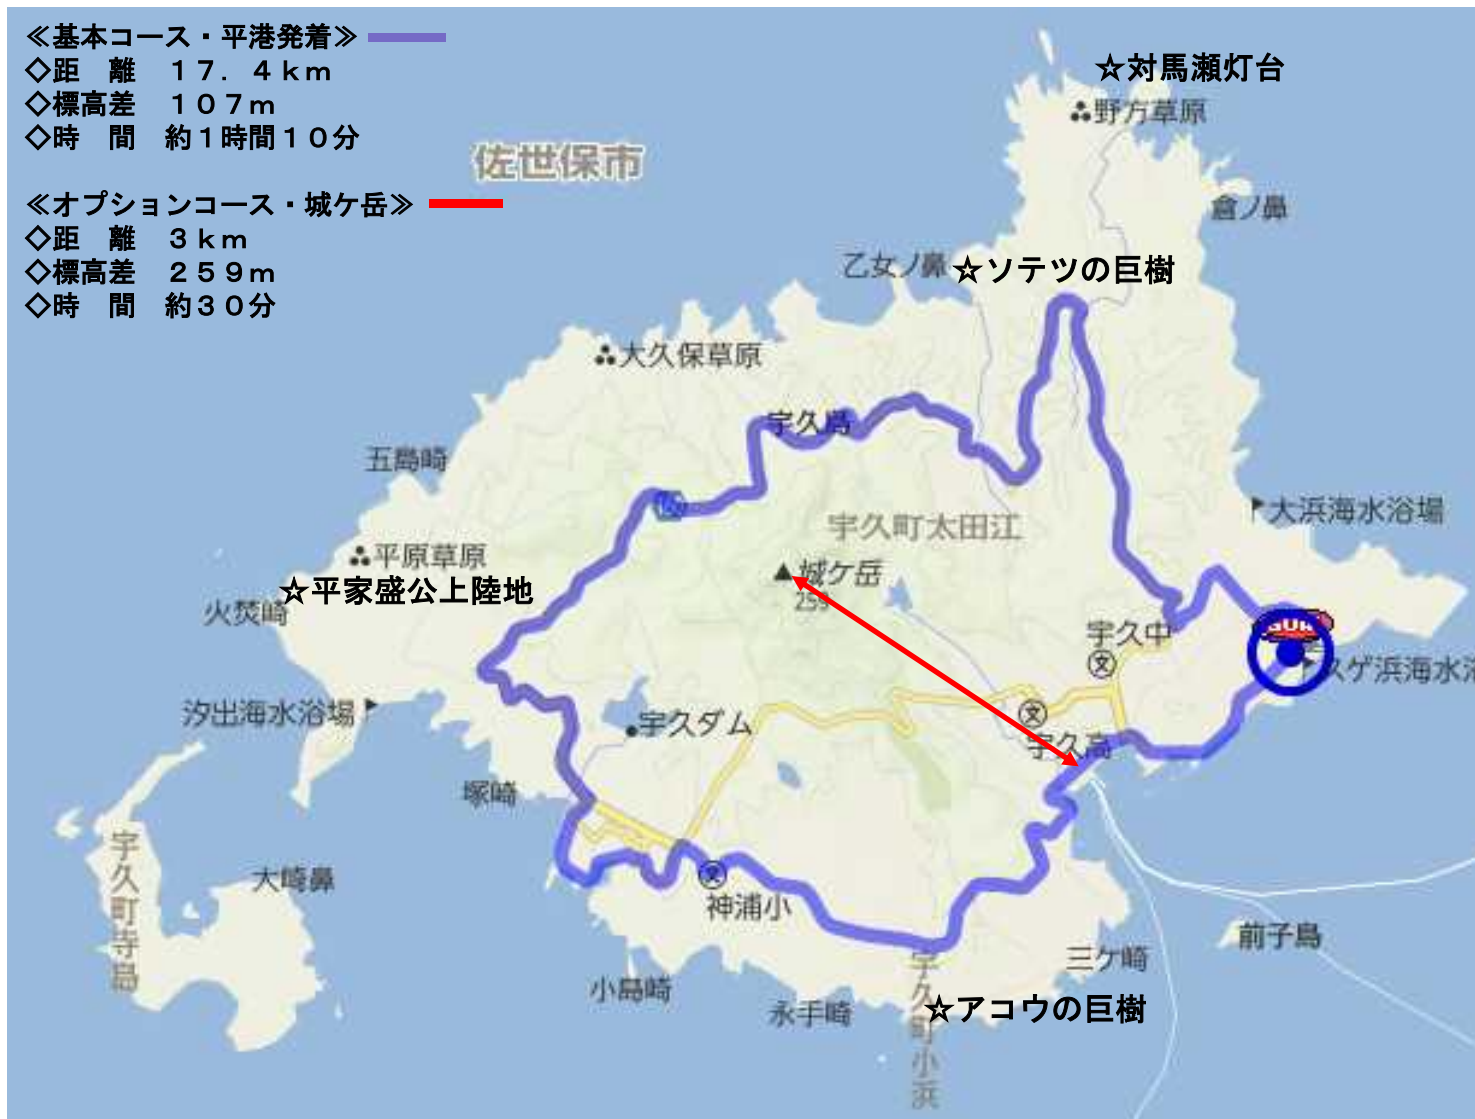 ≪基本コース・平港発着≫
◇距　離　１７．４ｋｍ
◇標高差　１０７ｍ
◇時　間　約１時間１０分
≪オプションコース・城ケ岳≫
◇距　離　３ｋｍ
◇標高差　２５９ｍ
◇時　間　約３０分
佐世保市
☆対馬瀬灯台
野方草原
倉ノ鼻
乙女ノ鼻
☆ソテツの巨樹
大久保草原
宇久島
五島崎
大浜海水浴場
宇久町太田江
平原草原
城ケ岳
259
☆平家盛公上陸地
火焚崎
宇久中
スゲ浜海水浴
汐出海水浴場
宇久ダム
宇久高
塚崎
宇久町寺島
大崎鼻
神浦小
前子島
三ケ崎
小島崎
永手崎
☆アコウの巨樹
宇久町小浜